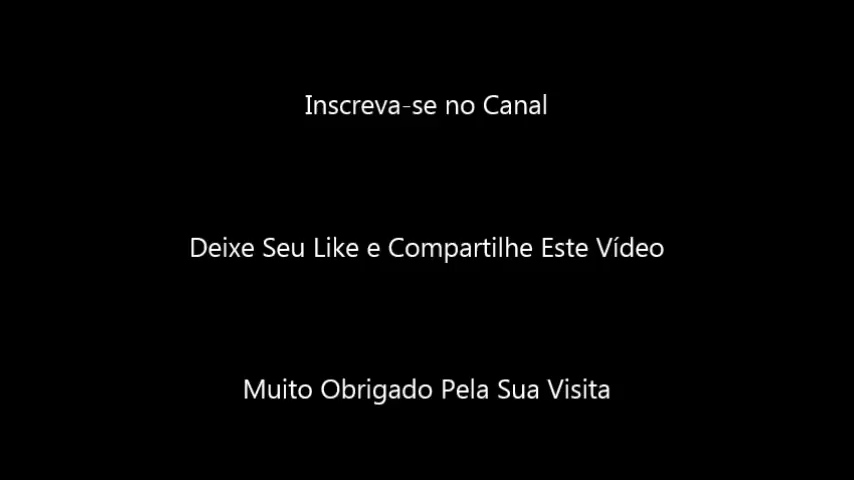 Inscreva-se no Canal
Deixe Seu Like e Compartilhe Este Vídeo
Muito Obrigado Pela Sua Visita